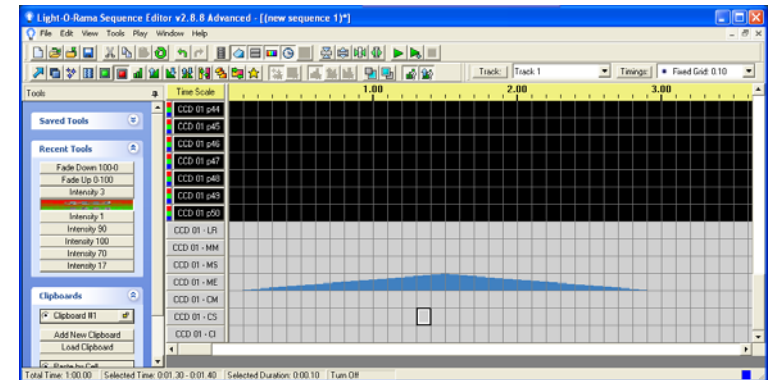 Light-O-Rama Sequence Editor v2.8.8 Advanced - [(new sequence 1)*]
File Edit View Tools Play Window Help
Track: Track 1 Timings: Fixed Grid: 0.10
Tools
Time Scale 1.00 2.00 3.00
Saved Tools
Recent Tools
Fade Down 100-0
Fade Up 0-100
Intensity 3
Intensity 1
Intensity 90
Intensity 100
Intensity 70
Intensity 17
Clipboards
Clipboard #1
Add New Clipboard
Load Clipboard
Paste by Cell
CCD 01 p44
CCD 01 p45
CCD 01 p46
CCD 01 p47
CCD 01 p48
CCD 01 p49
CCD 01 p50
CCD 01 - LR
CCD 01 - MM
CCD 01 - MS
CCD 01 - ME
CCD 01 - CM
CCD 01 - CS
CCD 01 - CI
Total Time: 1:00.00 Selected Time: 0:01.30 - 0:01.40 Selected Duration: 0:00.10 Turn Off